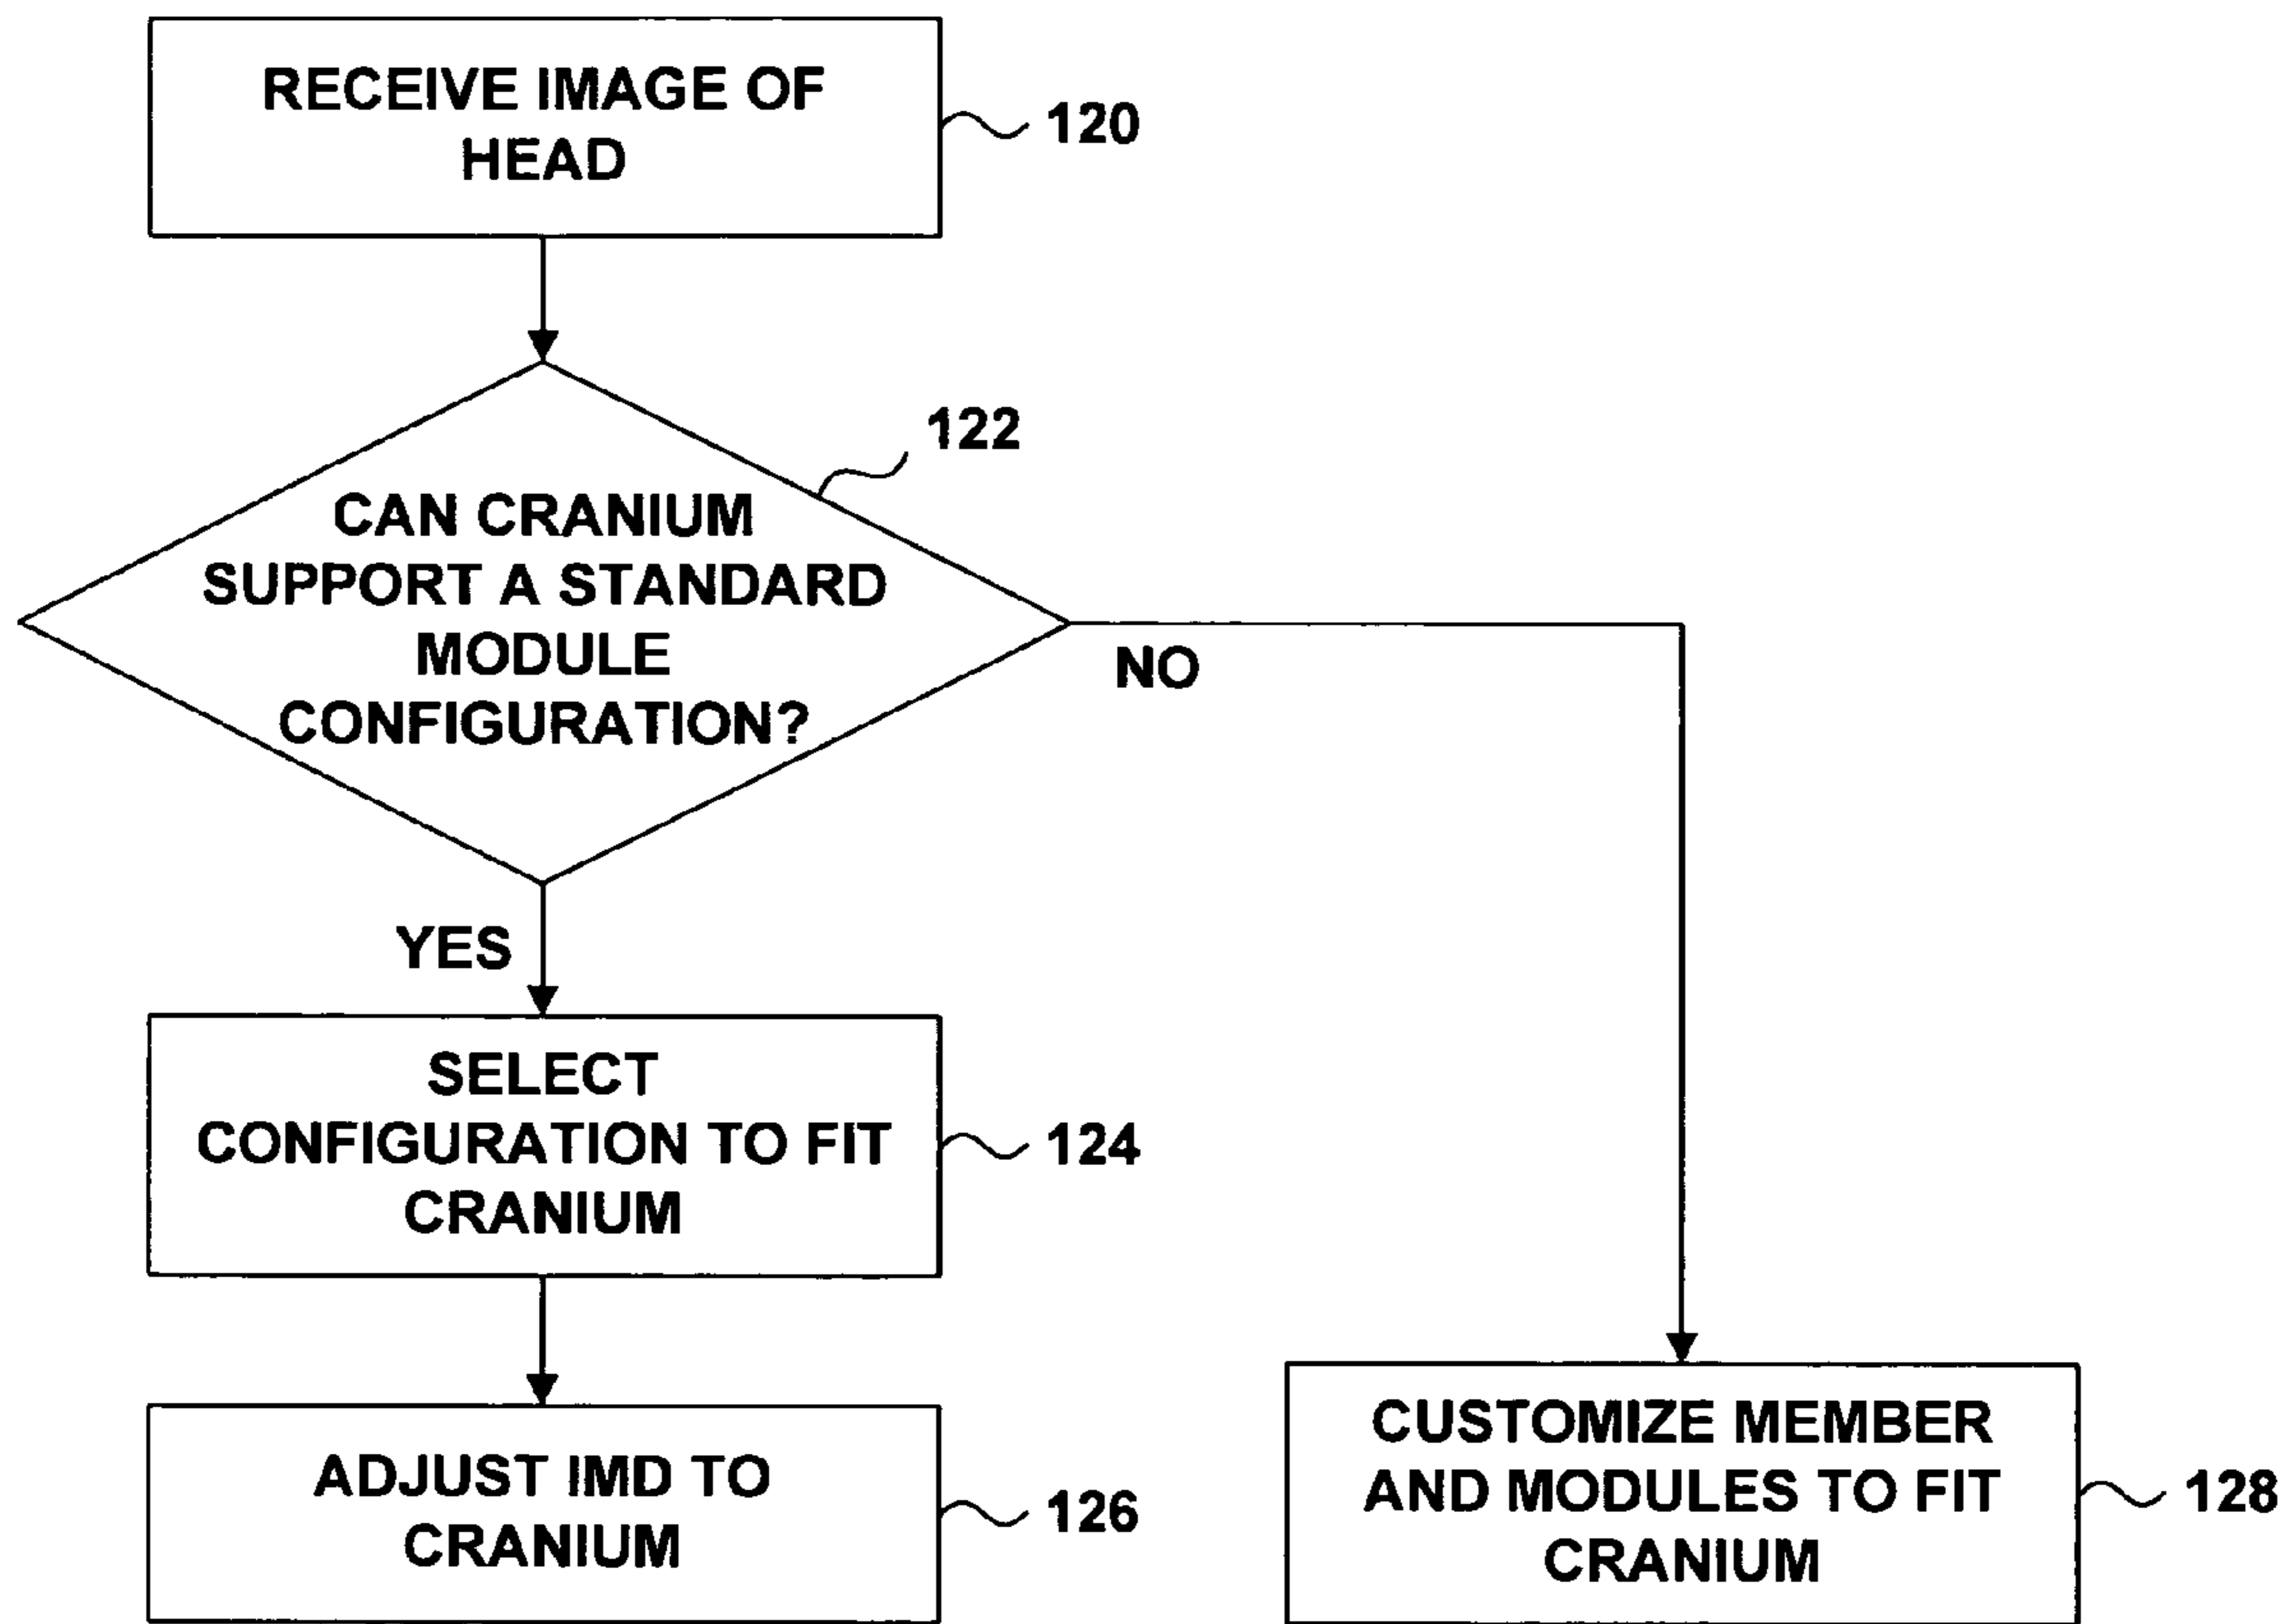 RECEIVE IMAGE OF
HEAD
120
122
CAN CRANIUM
SUPPORT A STANDARD
MODULE
CONFIGURATION?
NO
YES
SELECT
CONFIGURATION TO FIT
CRANIUM
124
ADJUST IMD TO
CRANIUM
126
CUSTOMIZE MEMBER
AND MODULES TO FIT
CRANIUM
128